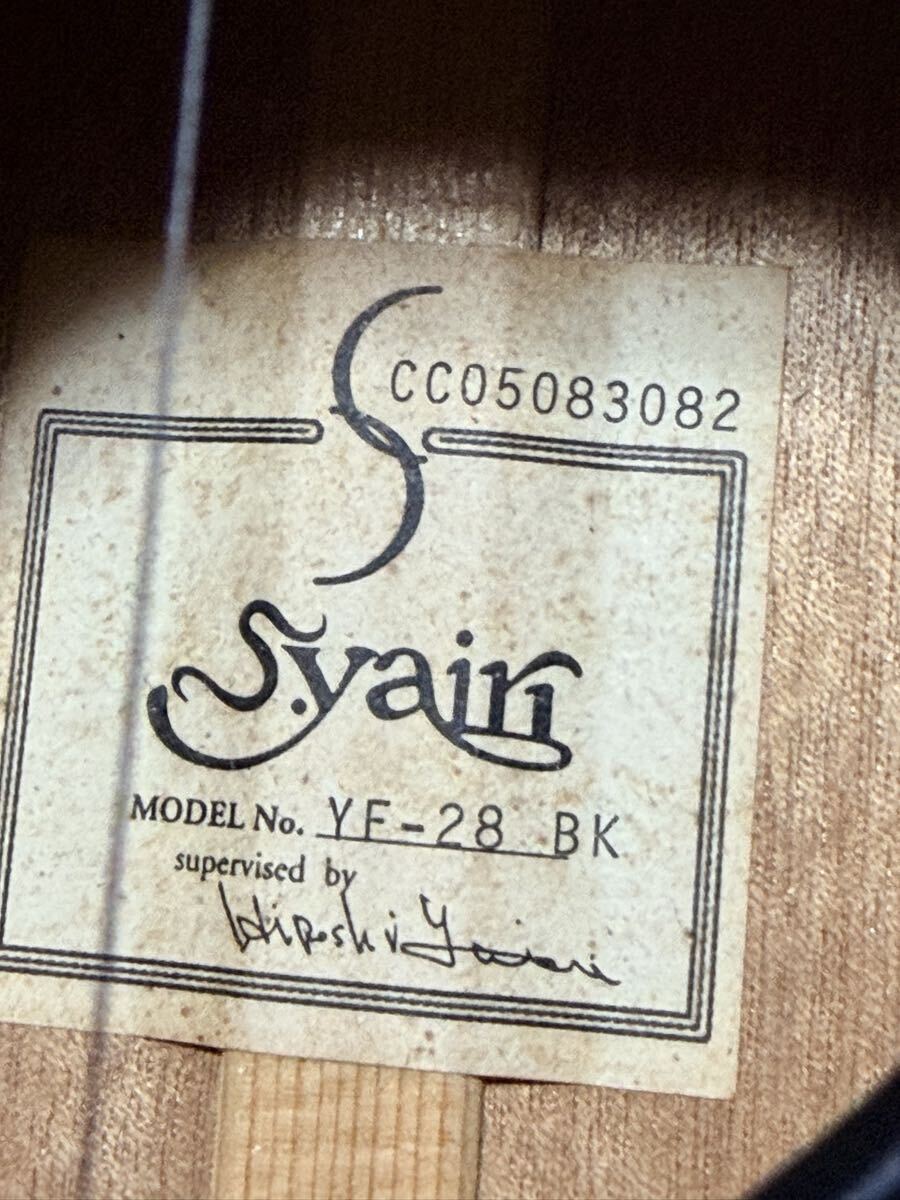 S
CC05083082
S.yairi
MODEL No. YF-28 BK
supervised by
Hiroshi Yairi